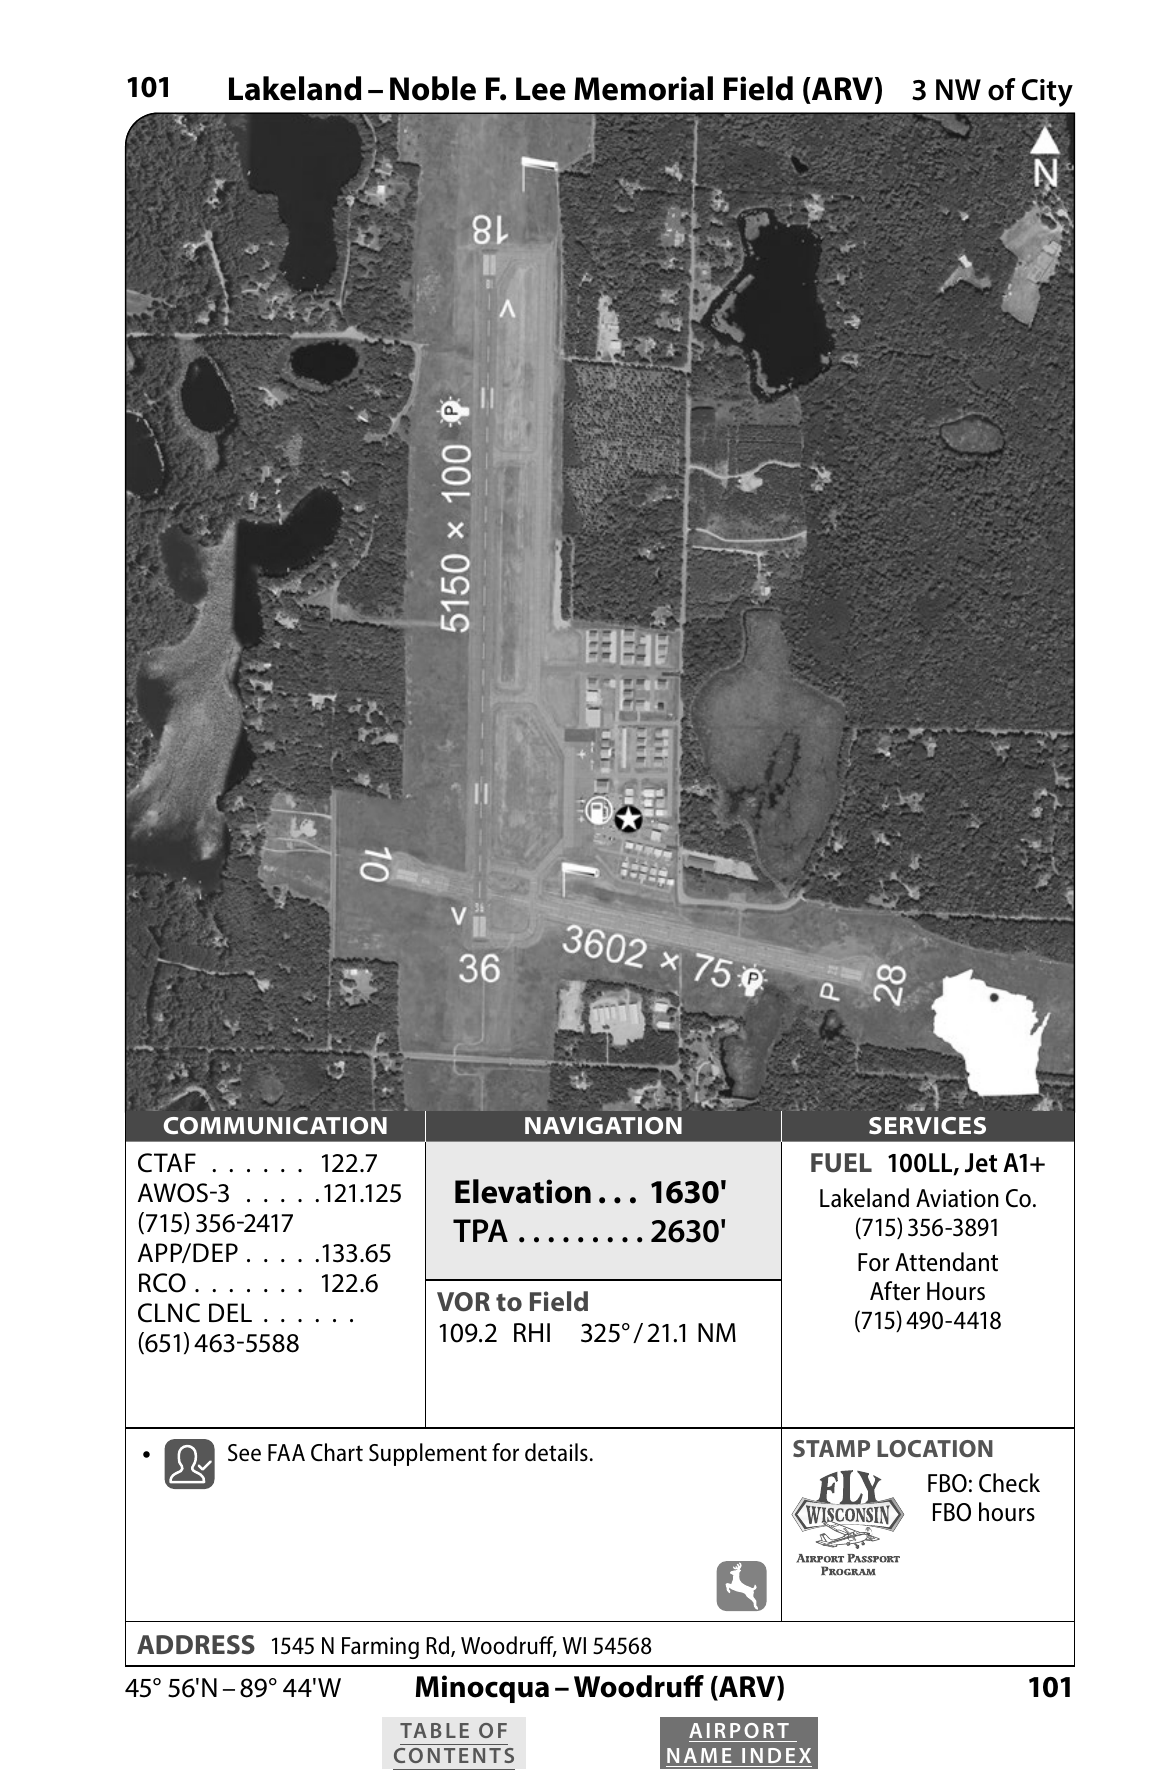 101 Lakeland – Noble F. Lee Memorial Field (ARV) 3 NW of City
N
18
V
P
5150 × 100
10
V
36
36
3602 × 75
P
P
28
COMMUNICATION NAVIGATION SERVICES
CTAF . . . . . . 122.7
AWOS-3 . . . . .121.125
(715) 356-2417
APP/DEP . . . . .133.65
RCO . . . . . . . 122.6
CLNC DEL . . . . . .
(651) 463-5588
Elevation . . . 1630'
TPA . . . . . . . . . 2630'
VOR to Field
109.2 RHI 325° / 21.1 NM
FUEL 100LL, Jet A1+
Lakeland Aviation Co.
(715) 356-3891
For Attendant
After Hours
(715) 490-4418
• See FAA Chart Supplement for details.
STAMP LOCATION
FLY
WISCONSIN
AIRPORT PASSPORT
PROGRAM
FBO: Check
FBO hours
ADDRESS 1545 N Farming Rd, Woodruff, WI 54568
45° 56'N – 89° 44'W Minocqua – Woodruff (ARV) 101
TABLE OF
CONTENTS
AIRPORT
NAME INDEX